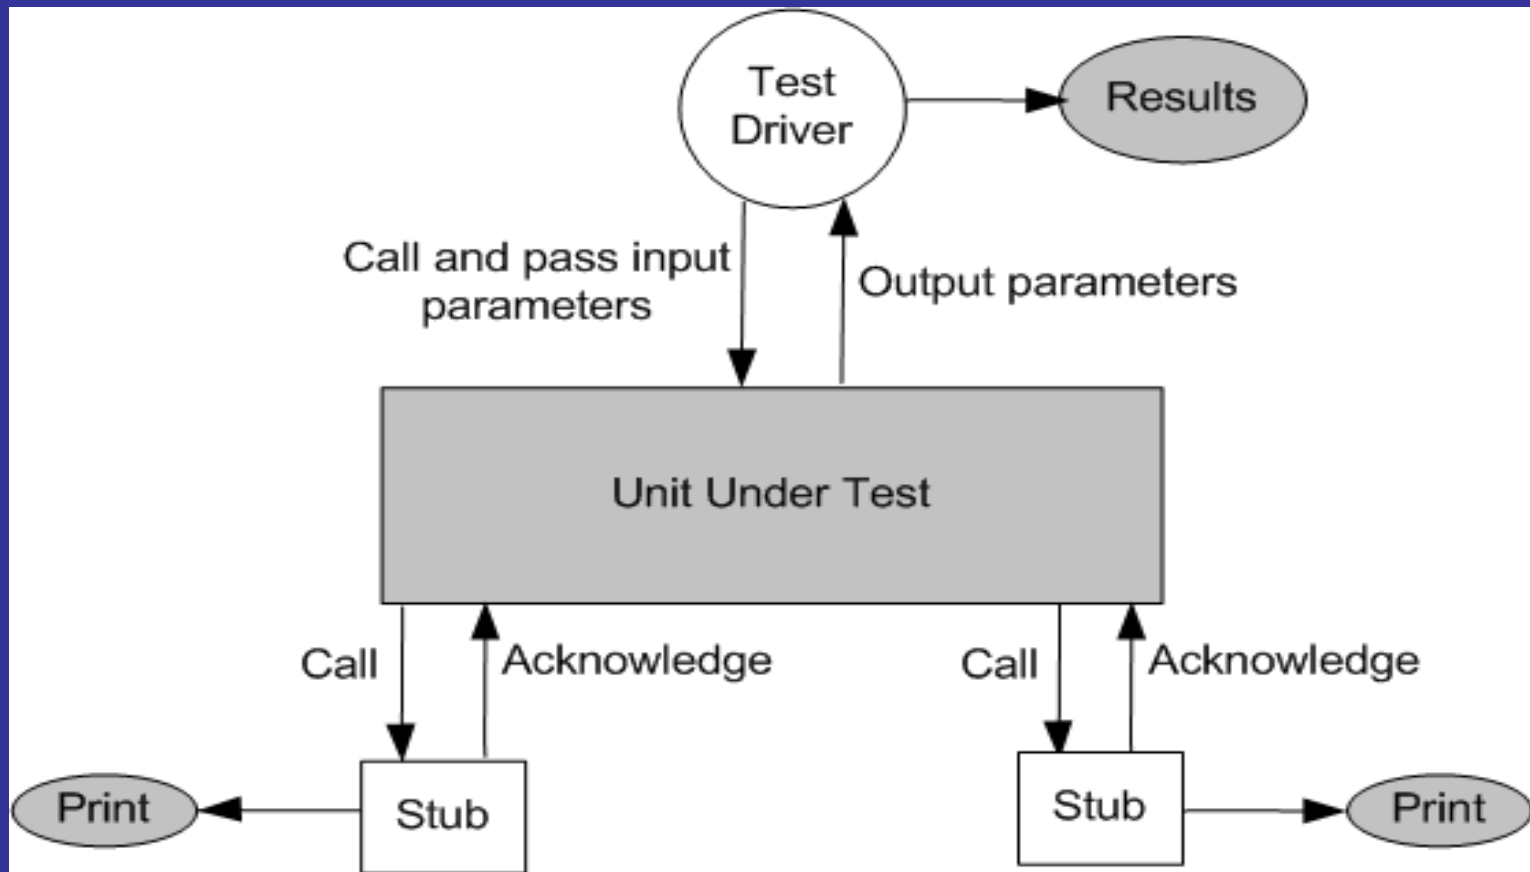 Test
Driver
Results
Call and pass input
parameters
Output parameters
Unit Under Test
Call
Acknowledge
Call
Acknowledge
Print
Stub
Stub
Print